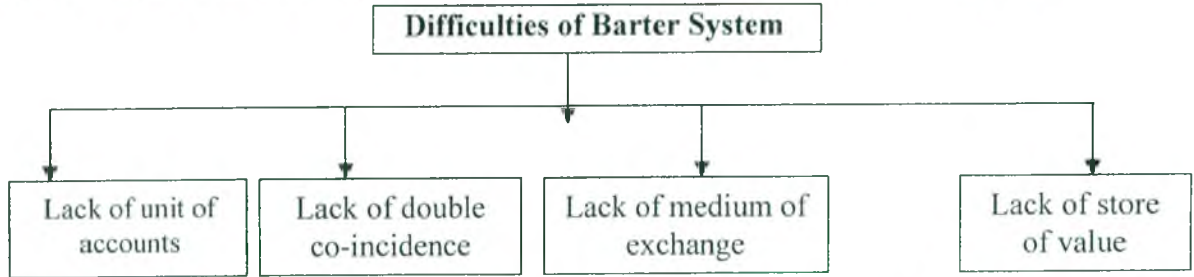 Difficulties of Barter System
Lack of unit of
accounts
Lack of double
co-incidence
Lack of medium of
exchange
Lack of store
of value